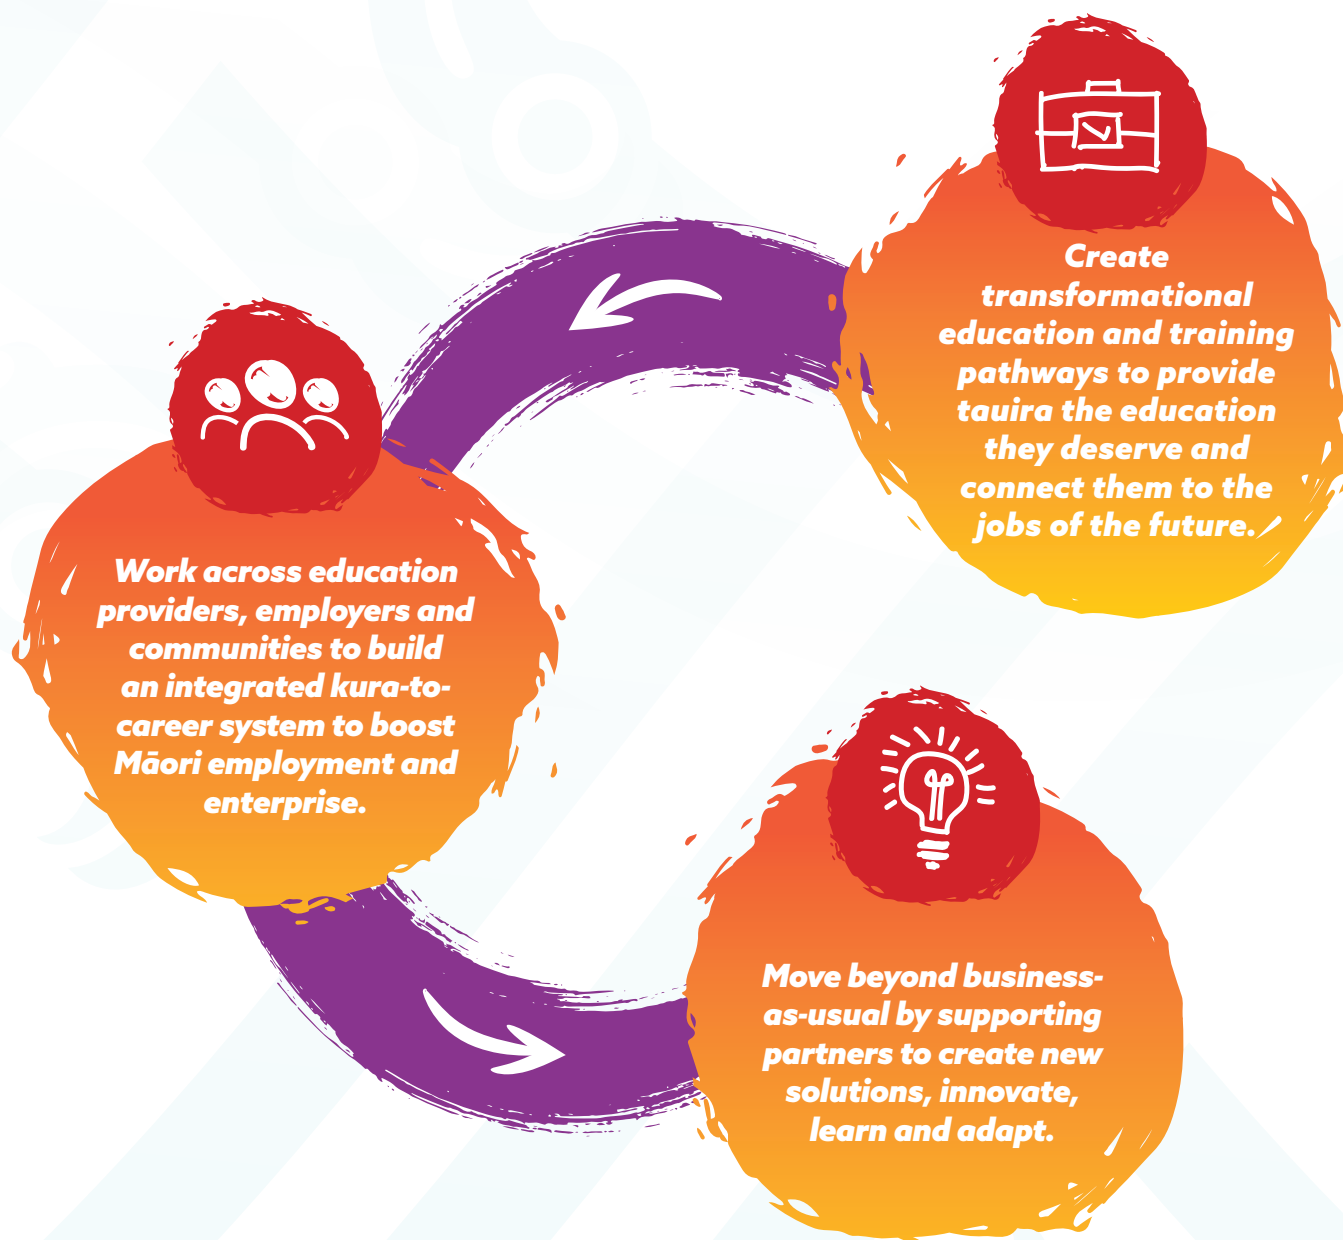 Create
transformational
education and training
pathways to provide
tauira the education
they deserve and
connect them to the
jobs of the future.
Work across education
providers, employers and
communities to build
an integrated kura-to-
career system to boost
Māori employment and
enterprise.
Move beyond business-
as-usual by supporting
partners to create new
solutions, innovate,
learn and adapt.